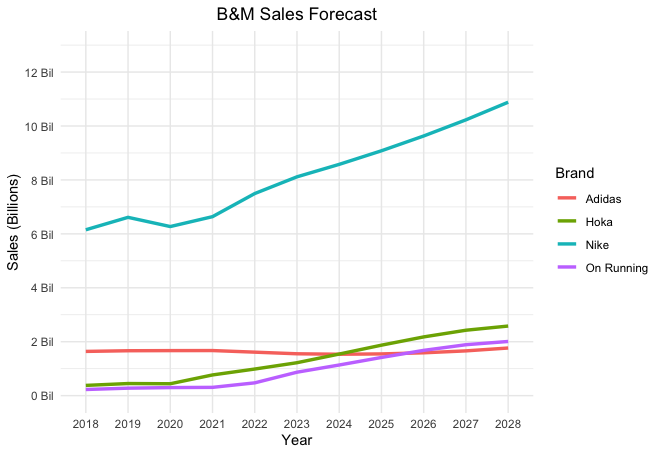 B&M Sales Forecast
Sales (Billions)
12 Bil
10 Bil
8 Bil
6 Bil
4 Bil
2 Bil
0 Bil
2018 2019 2020 2021 2022 2023 2024 2025 2026 2027 2028
Year
Brand
Adidas
Hoka
Nike
On Running